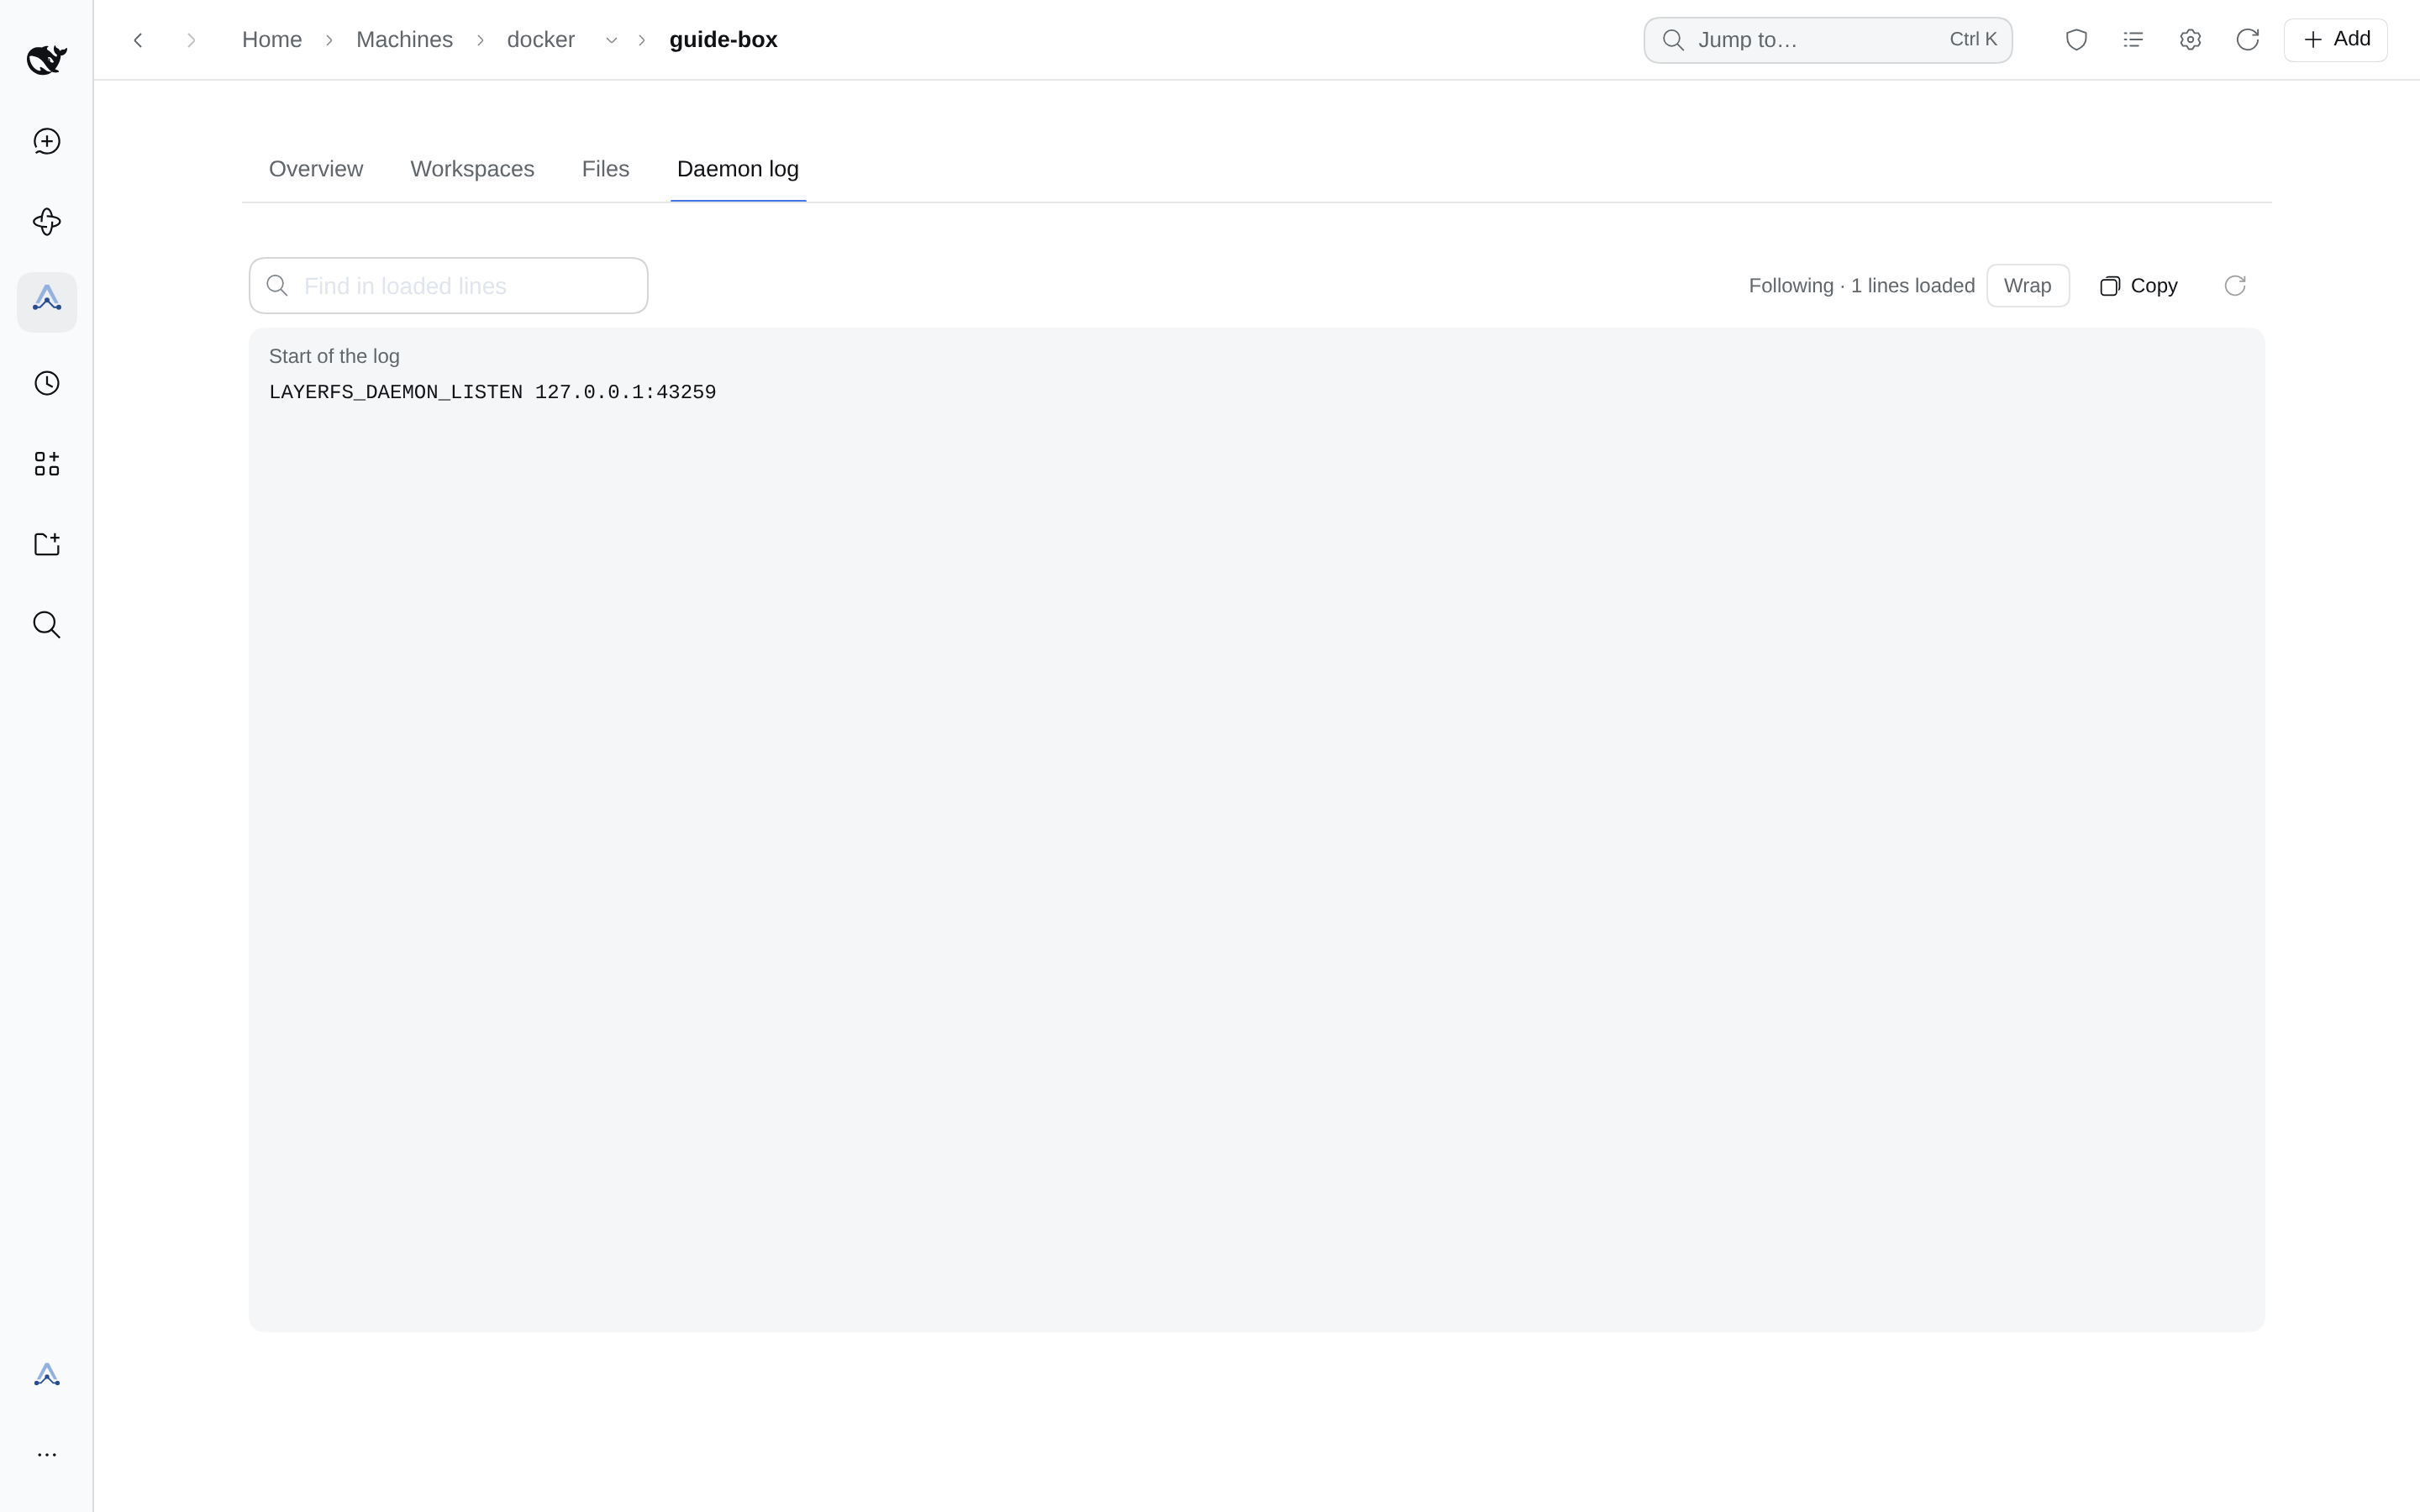 Home Machines docker guide-box Jump to… Ctrl K Add
Overview Workspaces Files Daemon log
Find in loaded lines Following · 1 lines loaded Wrap Copy
Start of the log
LAYERFS_DAEMON_LISTEN 127.0.0.1:43259